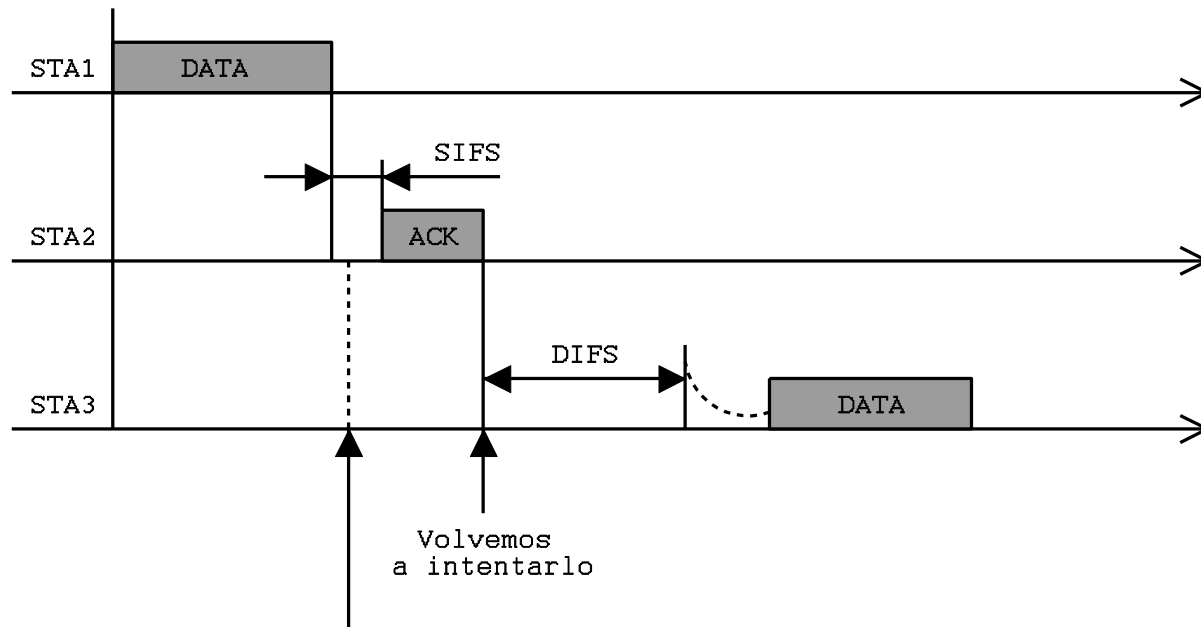 STA1
DATA
SIFS
STA2
ACK
DIFS
STA3
DATA
Volvemos
a intentarlo